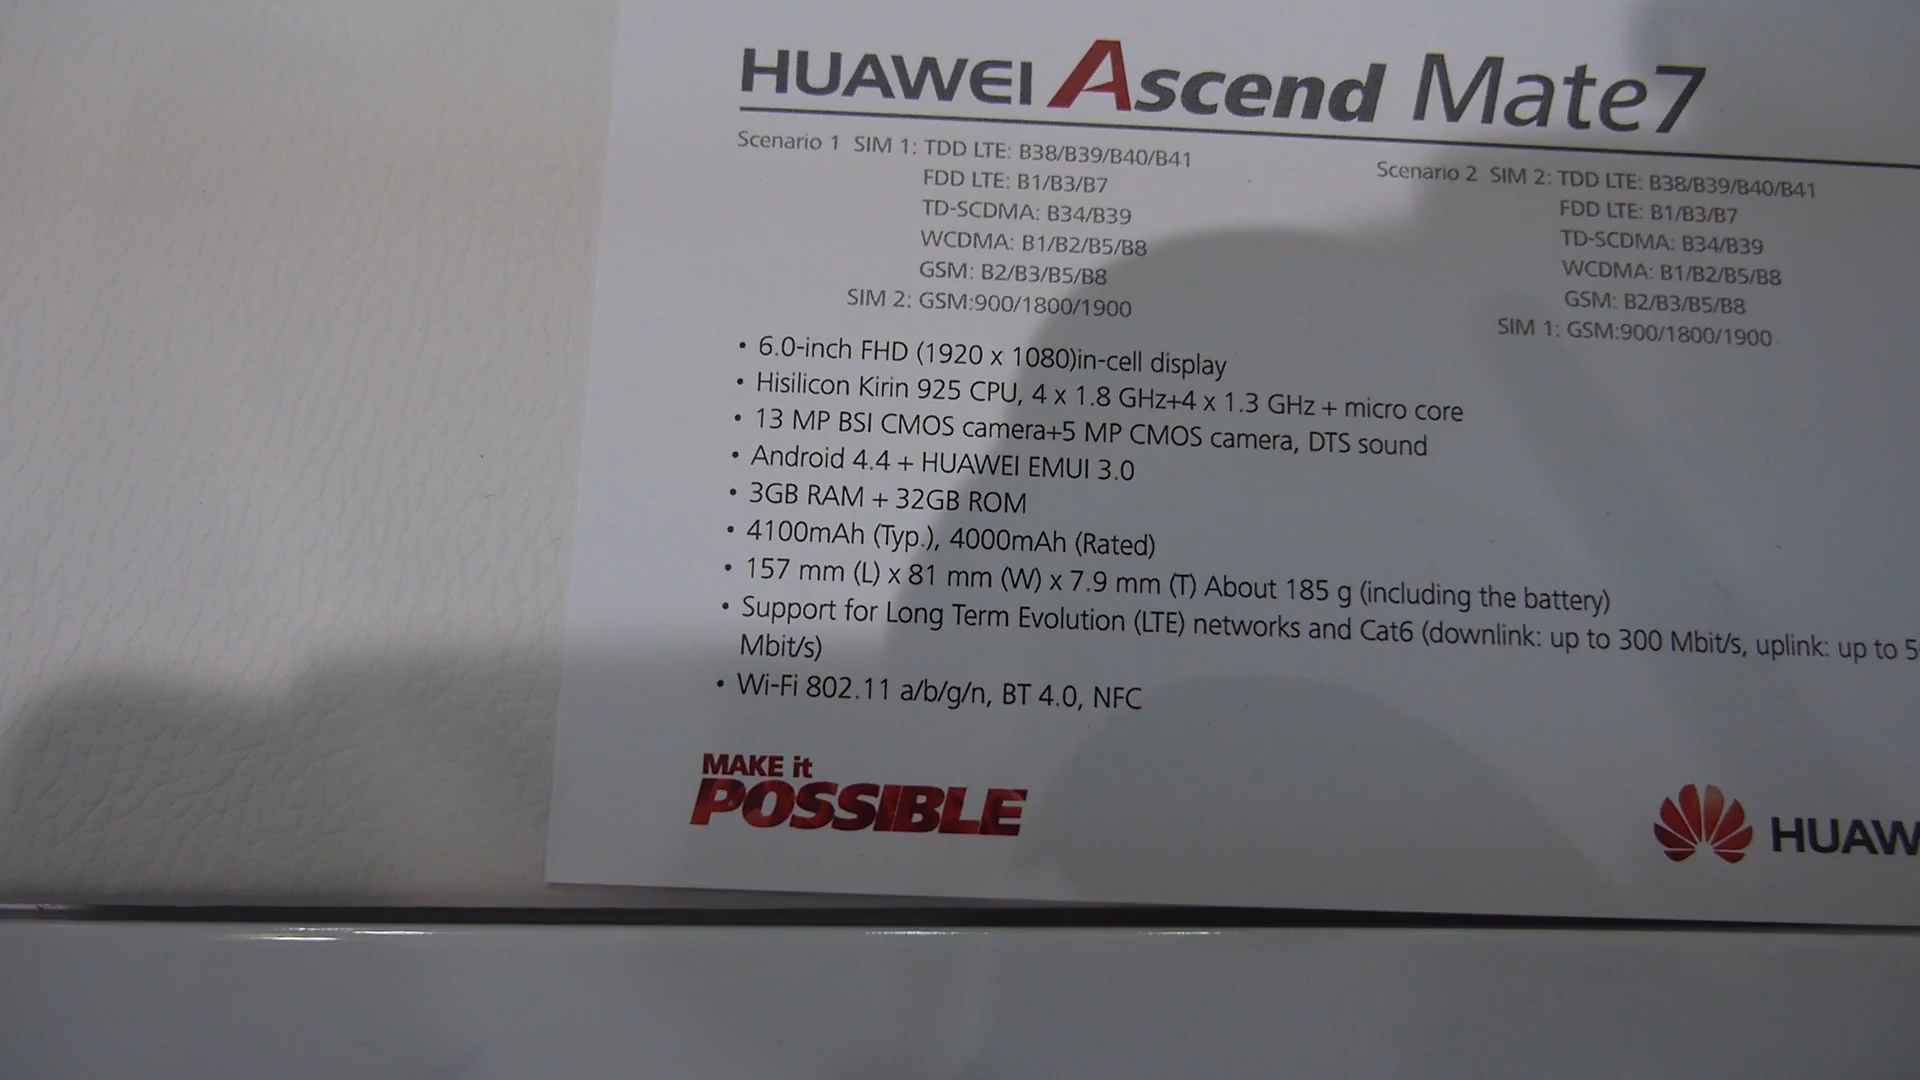 HUAWEI Ascend Mate7
Scenario 1 SIM 1: TDD LTE: B38/B39/B40/B41
FDD LTE: B1/B3/B7
TD-SCDMA: B34/B39
WCDMA: B1/B2/B5/B8
GSM: B2/B3/B5/B8
SIM 2: GSM:900/1800/1900
Scenario 2 SIM 2: TDD LTE: B38/B39/B40/B41
FDD LTE: B1/B3/B7
TD-SCDMA: B34/B39
WCDMA: B1/B2/B5/B8
GSM: B2/B3/B5/B8
SIM 1: GSM:900/1800/1900
• 6.0-inch FHD (1920 x 1080)in-cell display
• Hisilicon Kirin 925 CPU, 4 x 1.8 GHz+4 x 1.3 GHz + micro core
• 13 MP BSI CMOS camera+5 MP CMOS camera, DTS sound
• Android 4.4 + HUAWEI EMUI 3.0
• 3GB RAM + 32GB ROM
• 4100mAh (Typ.), 4000mAh (Rated)
• 157 mm (L) x 81 mm (W) x 7.9 mm (T) About 185 g (including the battery)
• Support for Long Term Evolution (LTE) networks and Cat6 (downlink: up to 300 Mbit/s, uplink: up to 5
Mbit/s)
• Wi-Fi 802.11 a/b/g/n, BT 4.0, NFC
MAKE it
POSSIBLE
HUAW